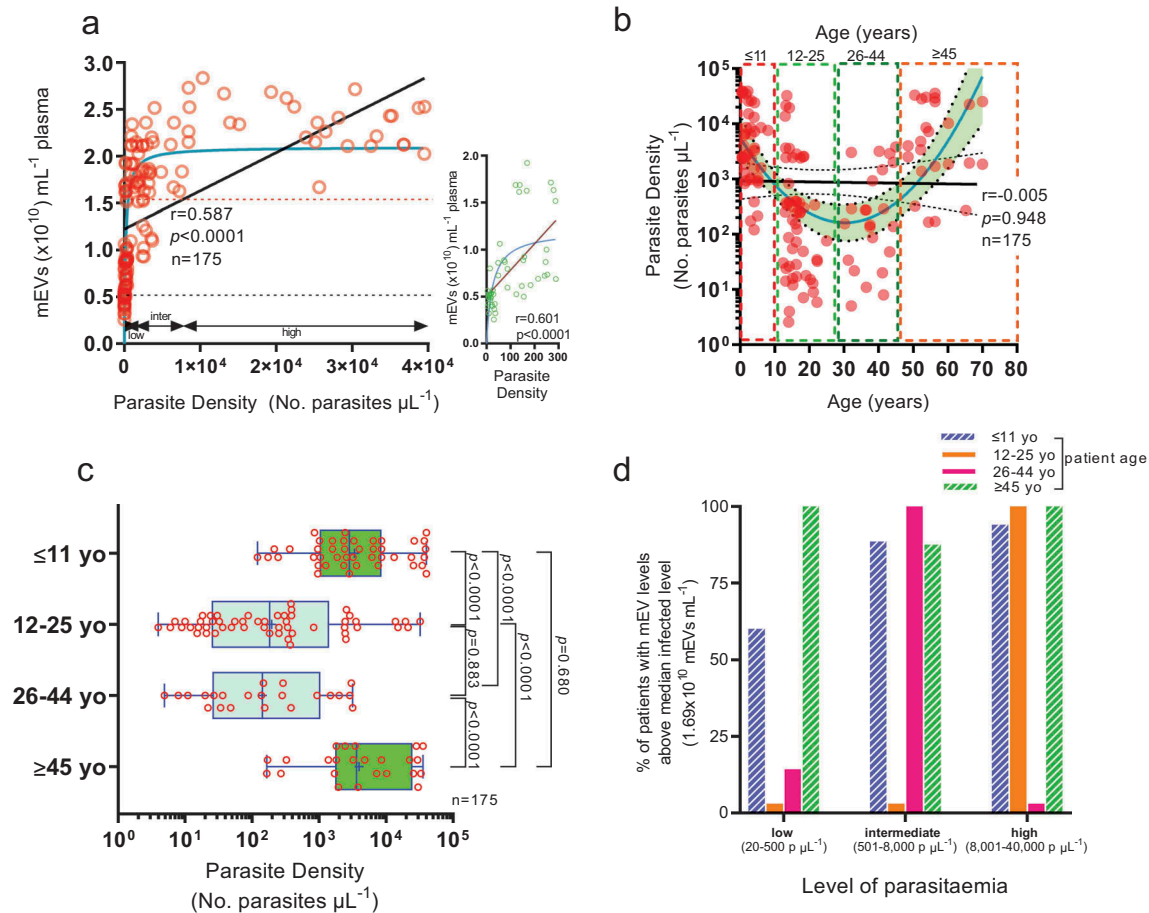 a
3.0
2.5
2.0
1.5
1.0
0.5
0.0
mEVs (x10¹⁰) mL⁻¹ plasma
r=0.587
p<0.0001
n=175
low
inter
high
0
1×10⁴
2×10⁴
3×10⁴
4×10⁴
Parasite Density (No. parasites µL⁻¹)
mEVs (x10¹⁰) mL⁻¹ plasma
2.0
1.5
1.0
0.5
0.0
r=0.601
p<0.0001
0 100 200 300
Parasite
Density
b
Age (years)
≤11
12-25
26-44
≥45
10⁵
10⁴
10³
10²
10¹
10⁰
Parasite Density
(No. parasites µL⁻¹)
r=-0.005
p=0.948
n=175
0 10 20 30 40 50 60 70 80
Age (years)
c
≤11 yo
12-25 yo
26-44 yo
≥45 yo
p<0.0001
p=0.883
p<0.0001
p<0.0001
p<0.0001
p=0.680
n=175
10⁰ 10¹ 10² 10³ 10⁴ 10⁵
Parasite Density
(No. parasites µL⁻¹)
d
≤11 yo
12-25 yo
26-44 yo
≥45 yo
patient age
100
75
50
25
0
% of patients with mEV levels
above median infected level
(1.69x10¹⁰ mEVs mL⁻¹)
low
(20-500 p µL⁻¹)
intermediate
(501-8,000 p µL⁻¹)
high
(8,001-40,000 p µL⁻¹)
Level of parasitaemia